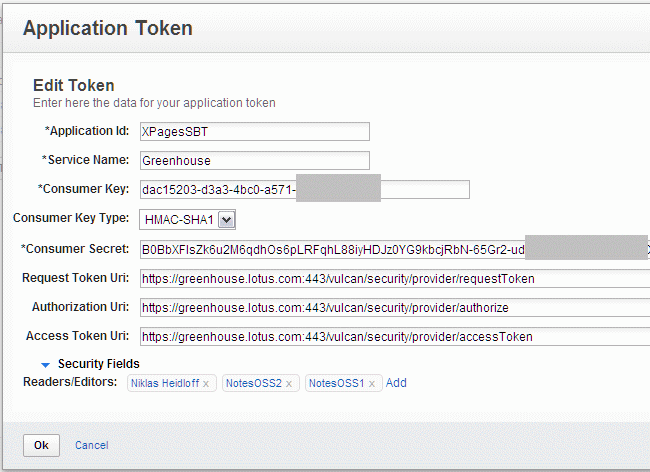 Application Token
Edit Token
Enter here the data for your application token
*Application Id: XPagesSBT
*Service Name: Greenhouse
*Consumer Key: dac15203-d3a3-4bc0-a571-
Consumer Key Type: HMAC-SHA1
*Consumer Secret: B0BbXFIsZk6u2M6qdhOs6pLRFqhL88iyHDJz0YG9kbcjRbN-65Gr2-ud
Request Token Uri: https://greenhouse.lotus.com:443/vulcan/security/provider/requestToken
Authorization Uri: https://greenhouse.lotus.com:443/vulcan/security/provider/authorize
Access Token Uri: https://greenhouse.lotus.com:443/vulcan/security/provider/accessToken
Security Fields
Readers/Editors: Niklas Heidloff x NotesOSS2 x NotesOSS1 x Add
Ok Cancel